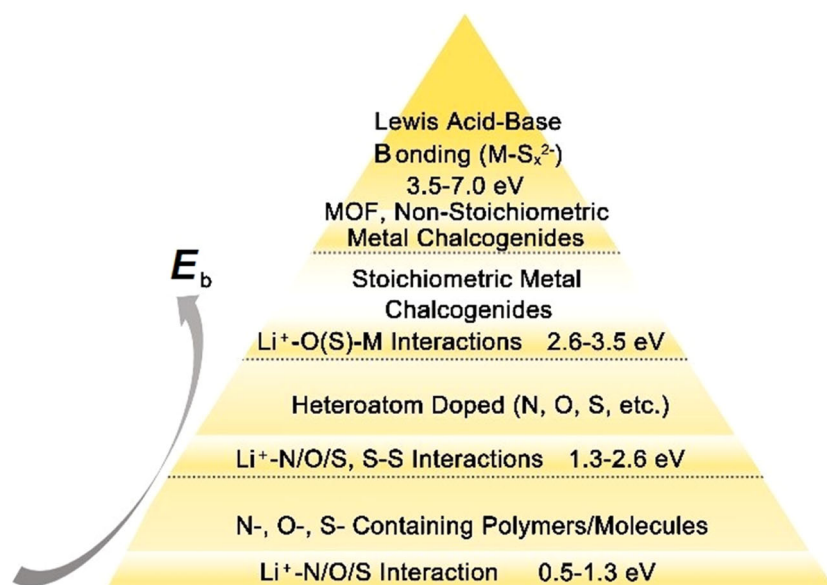 Lewis Acid-Base
Bonding (M-Sₓ²⁻)
3.5-7.0 eV
MOF, Non-Stoichiometric
Metal Chalcogenides
E_b
Stoichiometric Metal
Chalcogenides
Li⁺-O(S)-M Interactions 2.6-3.5 eV
Heteroatom Doped (N, O, S, etc.)
Li⁺-N/O/S, S-S Interactions 1.3-2.6 eV
N-, O-, S- Containing Polymers/Molecules
Li⁺-N/O/S Interaction 0.5-1.3 eV